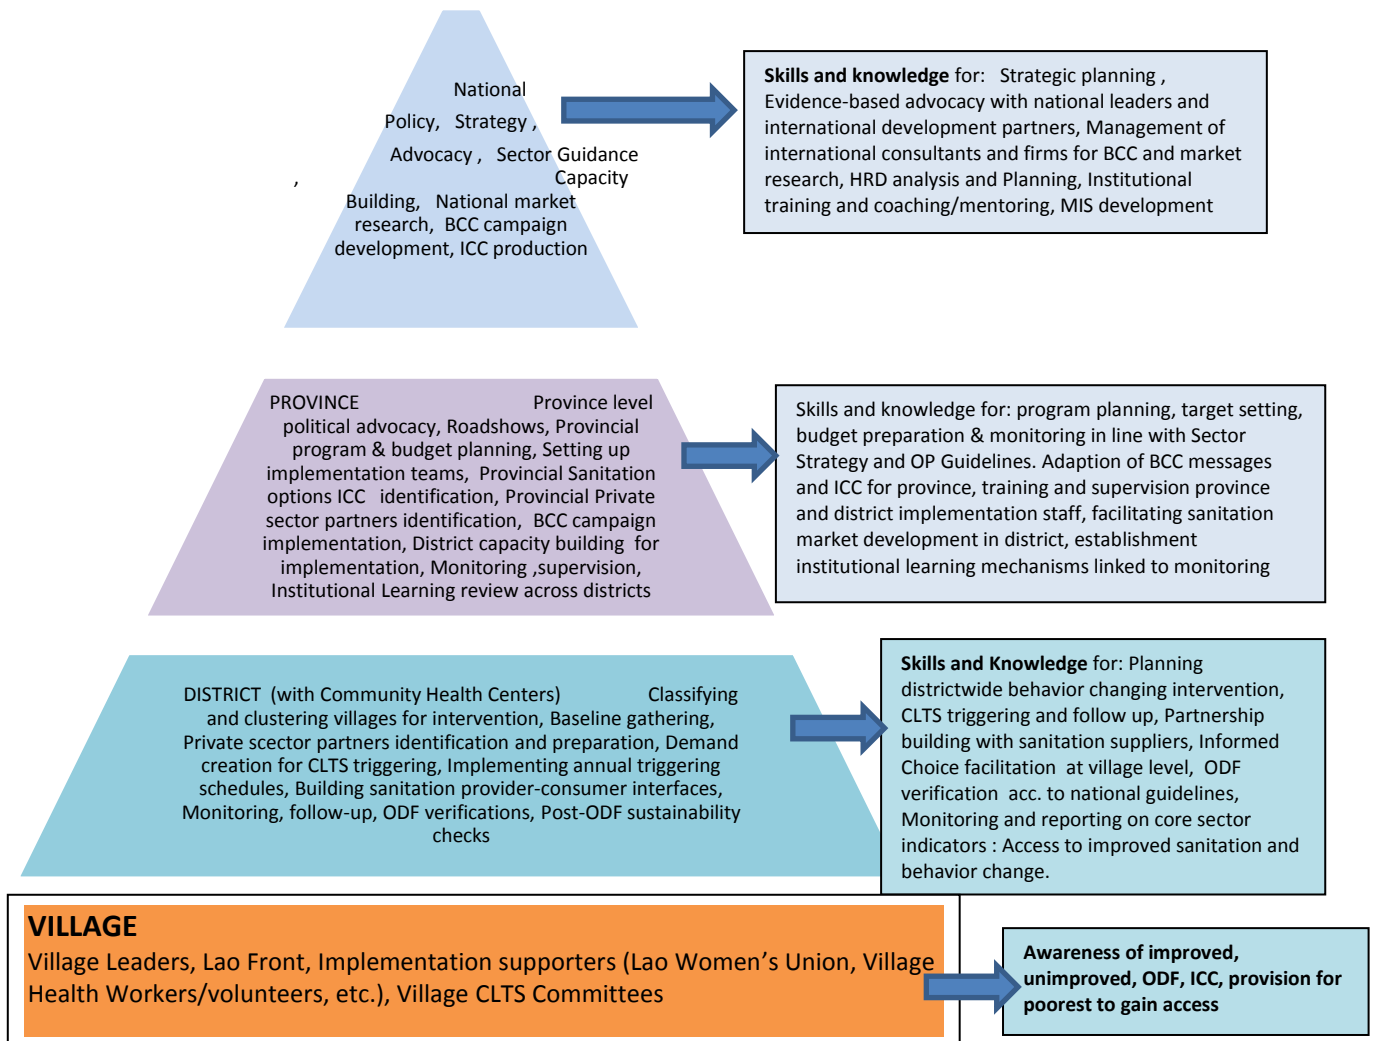 National
Policy, Strategy ,
Advocacy , Sector Guidance
, Capacity
Building, National market
research, BCC campaign
development, ICC production
Skills and knowledge for: Strategic planning ,
Evidence-based advocacy with national leaders and
international development partners, Management of
international consultants and firms for BCC and market
research, HRD analysis and Planning, Institutional
training and coaching/mentoring, MIS development
PROVINCE Province level
political advocacy, Roadshows, Provincial
program & budget planning, Setting up
implementation teams, Provincial Sanitation
options ICC identification, Provincial Private
sector partners identification, BCC campaign
implementation, District capacity building for
implementation, Monitoring ,supervision,
Institutional Learning review across districts
Skills and knowledge for: program planning, target setting,
budget preparation & monitoring in line with Sector
Strategy and OP Guidelines. Adaption of BCC messages
and ICC for province, training and supervision province
and district implementation staff, facilitating sanitation
market development in district, establishment
institutional learning mechanisms linked to monitoring
DISTRICT (with Community Health Centers) Classifying
and clustering villages for intervention, Baseline gathering,
Private scector partners identification and preparation, Demand
creation for CLTS triggering, Implementing annual triggering
schedules, Building sanitation provider-consumer interfaces,
Monitoring, follow-up, ODF verifications, Post-ODF sustainability
checks
Skills and Knowledge for: Planning
districtwide behavior changing intervention,
CLTS triggering and follow up, Partnership
building with sanitation suppliers, Informed
Choice facilitation at village level, ODF
verification acc. to national guidelines,
Monitoring and reporting on core sector
indicators : Access to improved sanitation and
behavior change.
VILLAGE
Village Leaders, Lao Front, Implementation supporters (Lao Women's Union, Village
Health Workers/volunteers, etc.), Village CLTS Committees
Awareness of improved,
unimproved, ODF, ICC, provision for
poorest to gain access